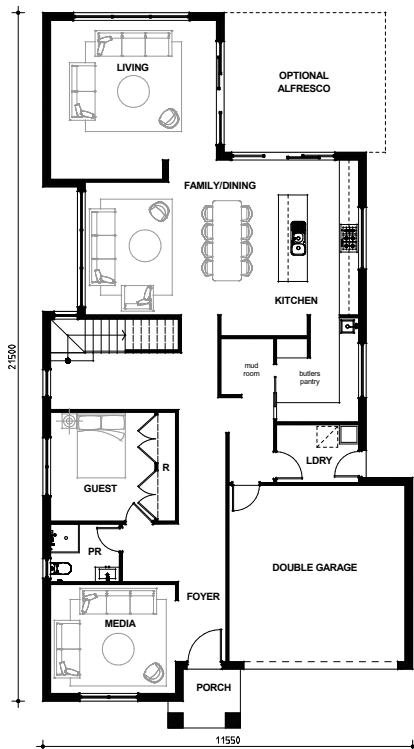 LIVING
OPTIONAL
ALFRESCO
FAMILY/DINING
KITCHEN
21500
mud
room
butlers
pantry
LDRY
GUEST
R
PR
DOUBLE GARAGE
FOYER
MEDIA
PORCH
11550